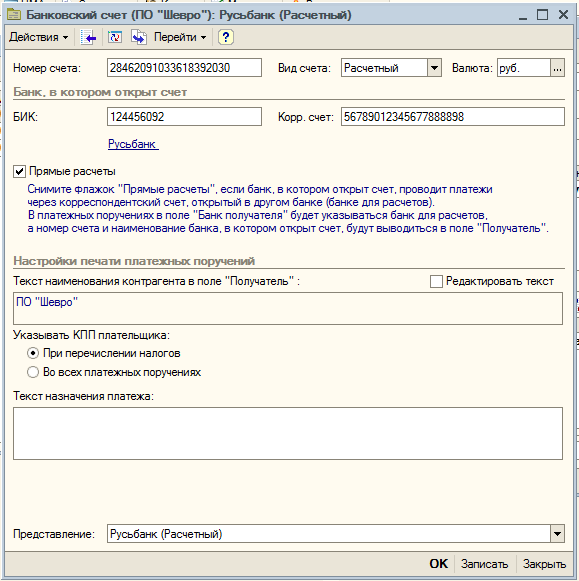 Банковский счет (ПО "Шевро"): Русьбанк (Расчетный)
Действия Перейти ?
Номер счета: 28462091033618392030 Вид счета: Расчетный Валюта: руб. ...
Банк, в котором открыт счет
БИК: 124456092 Корр. счет: 56789012345677888898
Русьбанк
Прямые расчеты
Снимите флажок "Прямые расчеты", если банк, в котором открыт счет, проводит платежи
через корреспондентский счет, открытый в другом банке (банке для расчетов).
В платежных поручениях в поле "Банк получателя" будет указываться банк для расчетов,
а номер счета и наименование банка, в котором открыт счет, будут выводиться в поле "Получатель".
Настройки печати платежных поручений
Текст наименования контрагента в поле "Получатель" : Редактировать текст
ПО "Шевро"
Указывать КПП плательщика:
При перечислении налогов
Во всех платежных поручениях
Текст назначения платежа:
Представление: Русьбанк (Расчетный)
OK Записать Закрыть